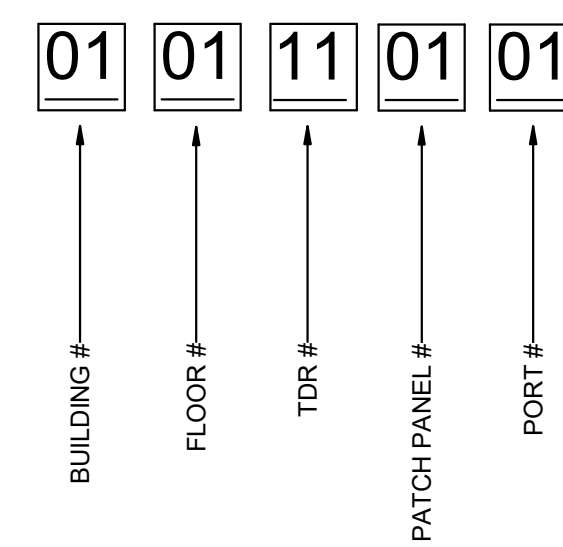 01 01 11 01 01
BUILDING #
FLOOR #
TDR #
PATCH PANEL #
PORT #